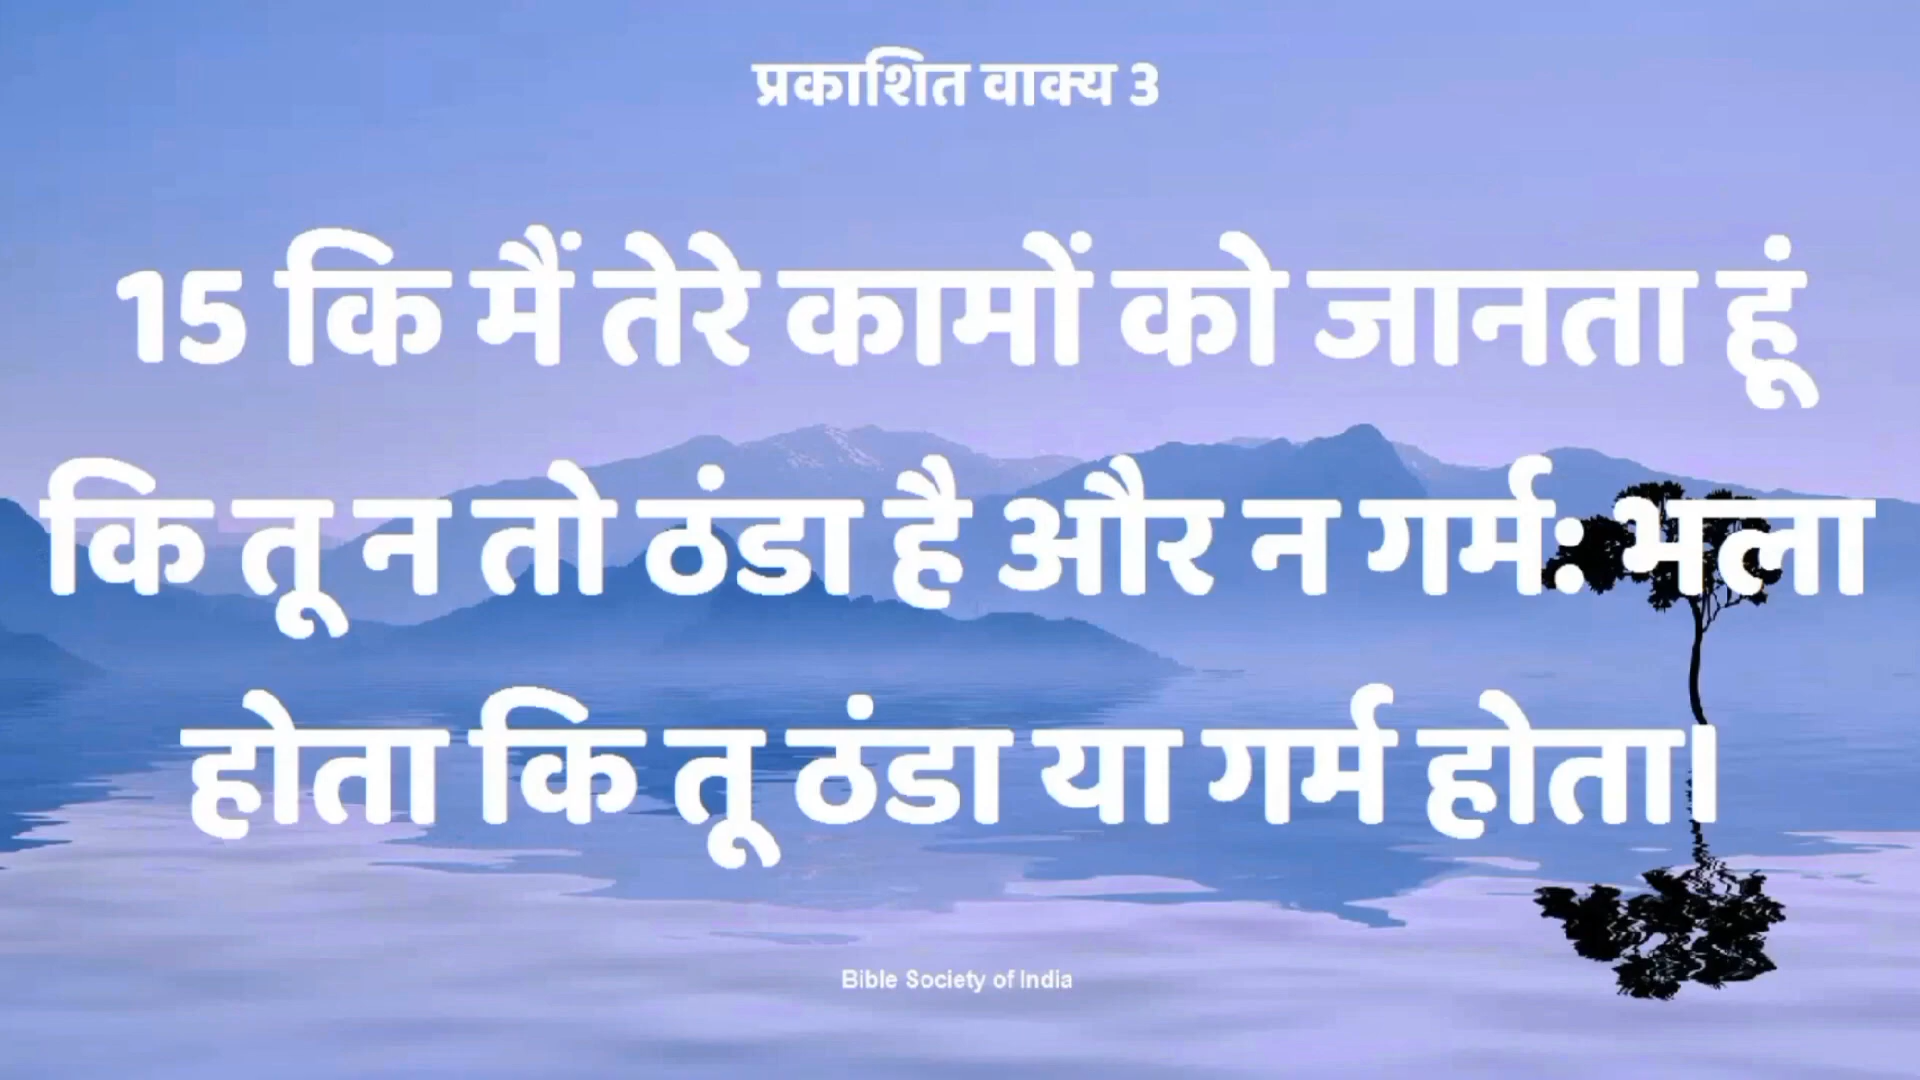 प्रकाशित वाक्य 3
15 कि मैं तेरे कामों को जानता हूं
कि तू न तो ठंडा है और न गर्म: भला
होता कि तू ठंडा या गर्म होता।
Bible Society of India